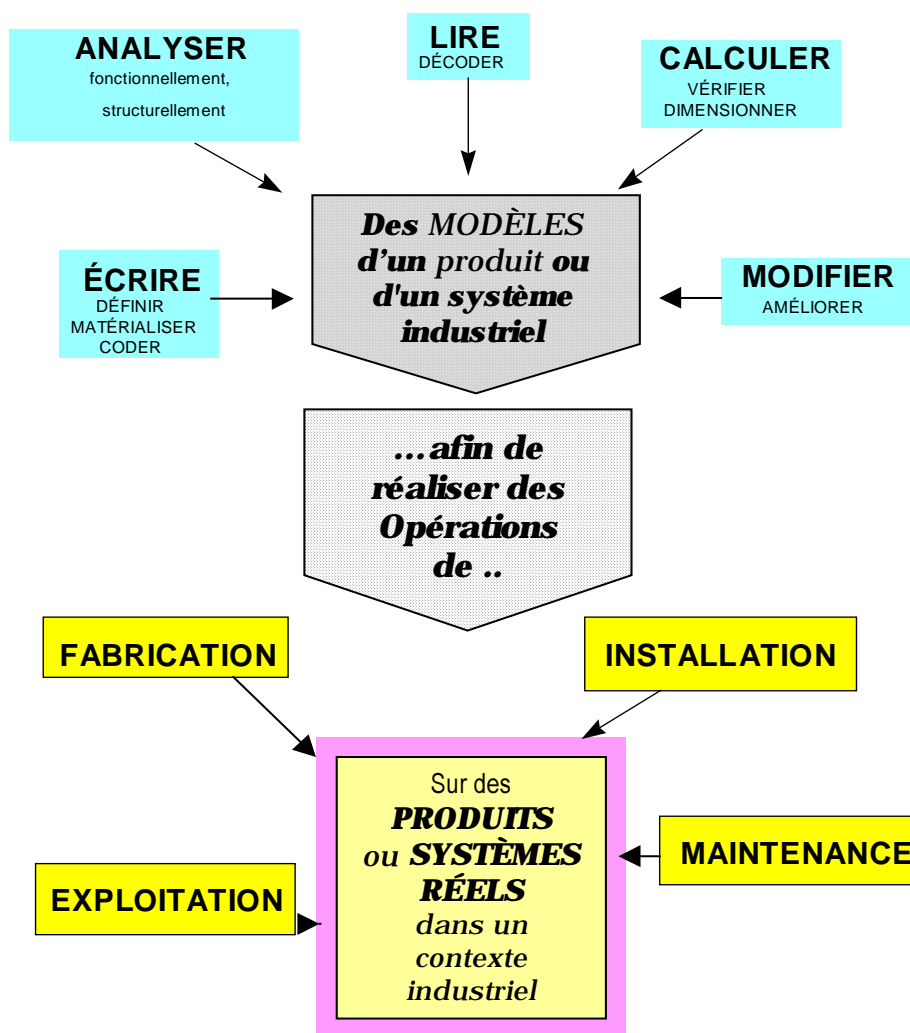 ANALYSER
fonctionnellement,
structurellement
LIRE
DÉCODER
CALCULER
VÉRIFIER
DIMENSIONNER
Des MODÈLES
d’un produit ou
d'un système
industriel
ÉCRIRE
DÉFINIR
MATÉRIALISER
CODER
MODIFIER
AMÉLIORER
...afin de
réaliser des
Opérations
de ..
FABRICATION
INSTALLATION
Sur des
PRODUITS
ou SYSTÈMES
RÉELS
dans un
contexte
industriel
MAINTENANCE
EXPLOITATION